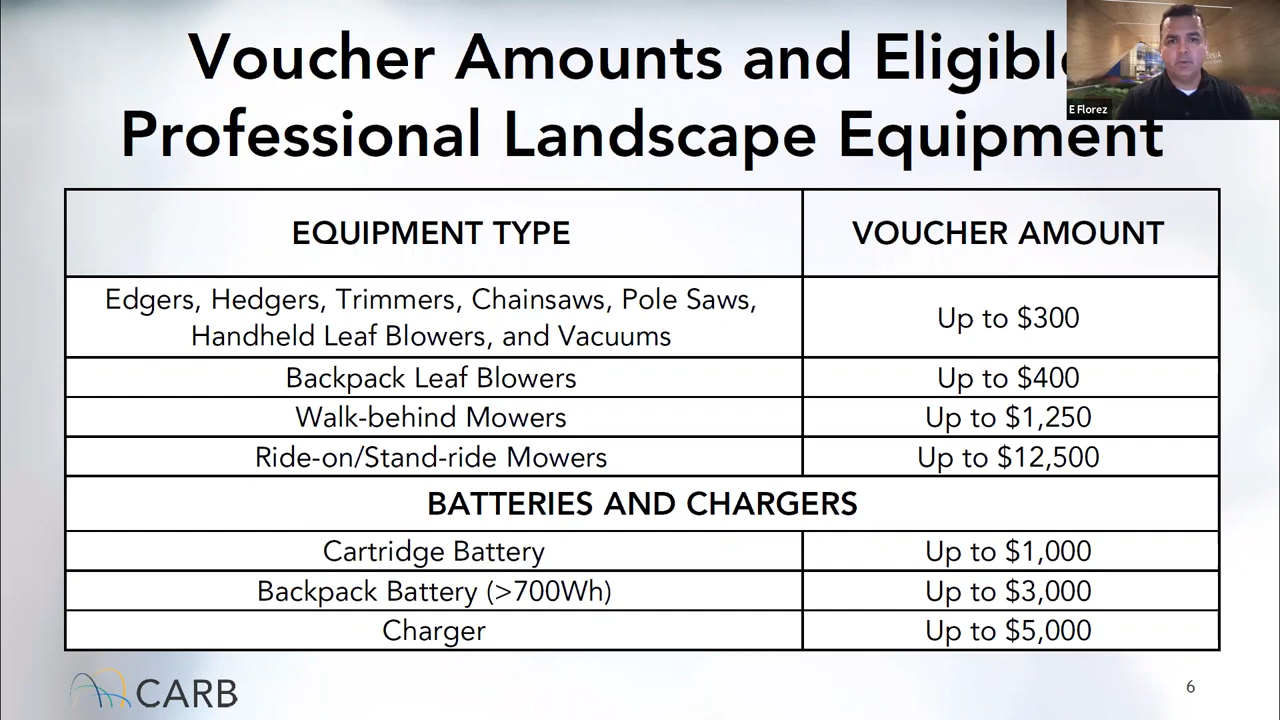 Voucher Amounts and Eligible
Professional Landscape Equipment
E Florez
EQUIPMENT TYPE
VOUCHER AMOUNT
Edgers, Hedgers, Trimmers, Chainsaws, Pole Saws,
Handheld Leaf Blowers, and Vacuums
Up to $300
Backpack Leaf Blowers
Up to $400
Walk-behind Mowers
Up to $1,250
Ride-on/Stand-ride Mowers
Up to $12,500
BATTERIES AND CHARGERS
Cartridge Battery
Up to $1,000
Backpack Battery (>700Wh)
Up to $3,000
Charger
Up to $5,000
CARB
6